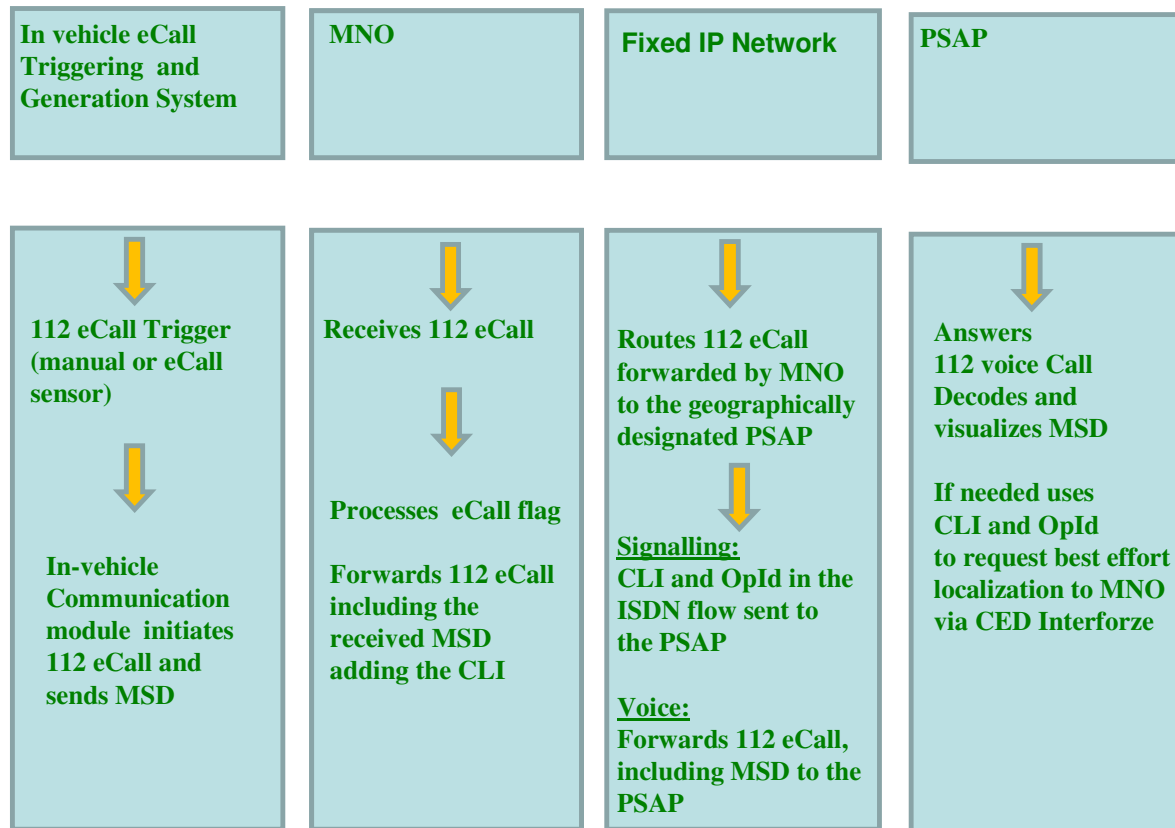 In vehicle eCall
Triggering and
Generation System
MNO
Fixed IP Network
PSAP
112 eCall Trigger
(manual or eCall
sensor)
In-vehicle
Communication
module initiates
112 eCall and
sends MSD
Receives 112 eCall
Processes eCall flag
Forwards 112 eCall
including the
received MSD
adding the CLI
Routes 112 eCall
forwarded by MNO
to the geographically
designated PSAP
Signalling:
CLI and OpId in the
ISDN flow sent to
the PSAP
Voice:
Forwards 112 eCall,
including MSD to the
PSAP
Answers
112 voice Call
Decodes and
visualizes MSD
If needed uses
CLI and OpId
to request best effort
localization to MNO
via CED Interforze